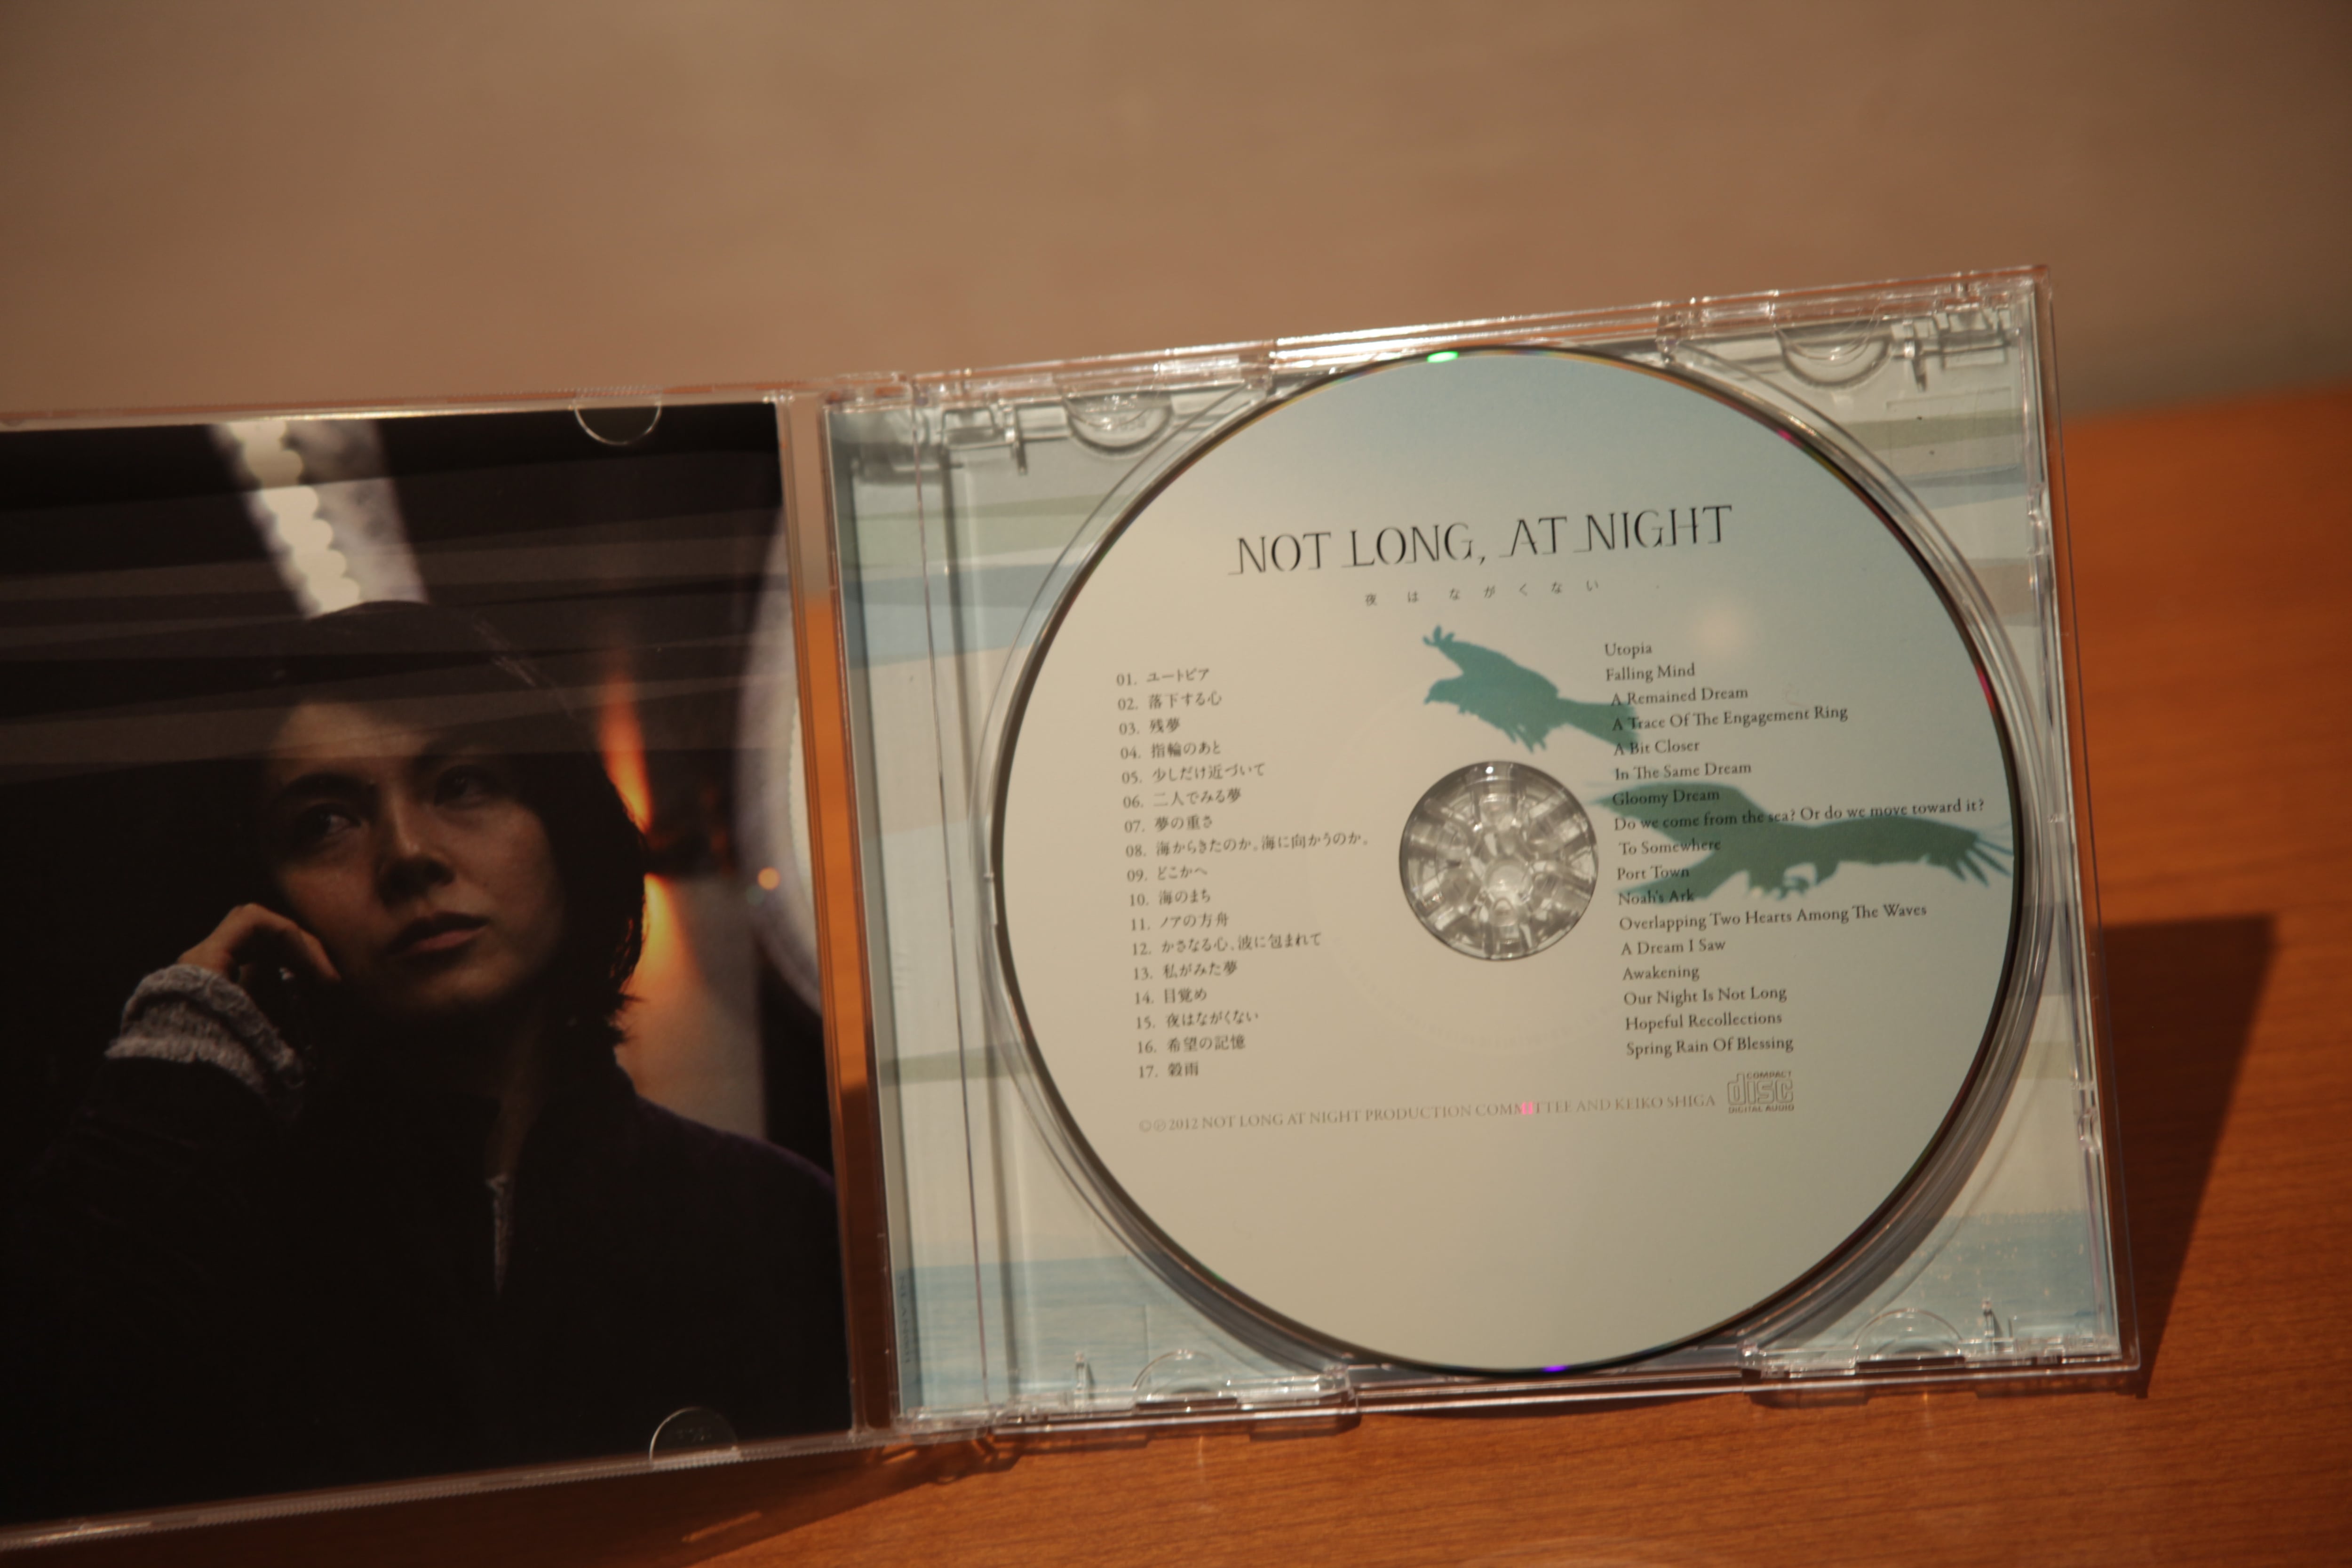 NOT LONG, AT NIGHT
夜はながくない
01. ユートピア
02. 落下する心
03. 残夢
04. 指輪のあと
05. 少しだけ近づいて
06. 二人でみる夢
07. 夢の重さ
08. 海からきたのか。海に向かうのか。
09. どこかへ
10. 海のまち
11. ノアの方舟
12. かさなる心、波に包まれて
13. 私がみた夢
14. 目覚め
15. 夜はながくない
16. 希望の記憶
17. 穀雨
Utopia
Falling Mind
A Remained Dream
A Trace Of The Engagement Ring
A Bit Closer
In The Same Dream
Gloomy Dream
Do we come from the sea? Or do we move toward it?
To Somewhere
Port Town
Noah's Ark
Overlapping Two Hearts Among The Waves
A Dream I Saw
Awakening
Our Night Is Not Long
Hopeful Recollections
Spring Rain Of Blessing
©℗2012 NOT LONG AT NIGHT PRODUCTION COMMITTEE AND KEIKO SHIGA
COMPACT
disc
DIGITAL AUDIO